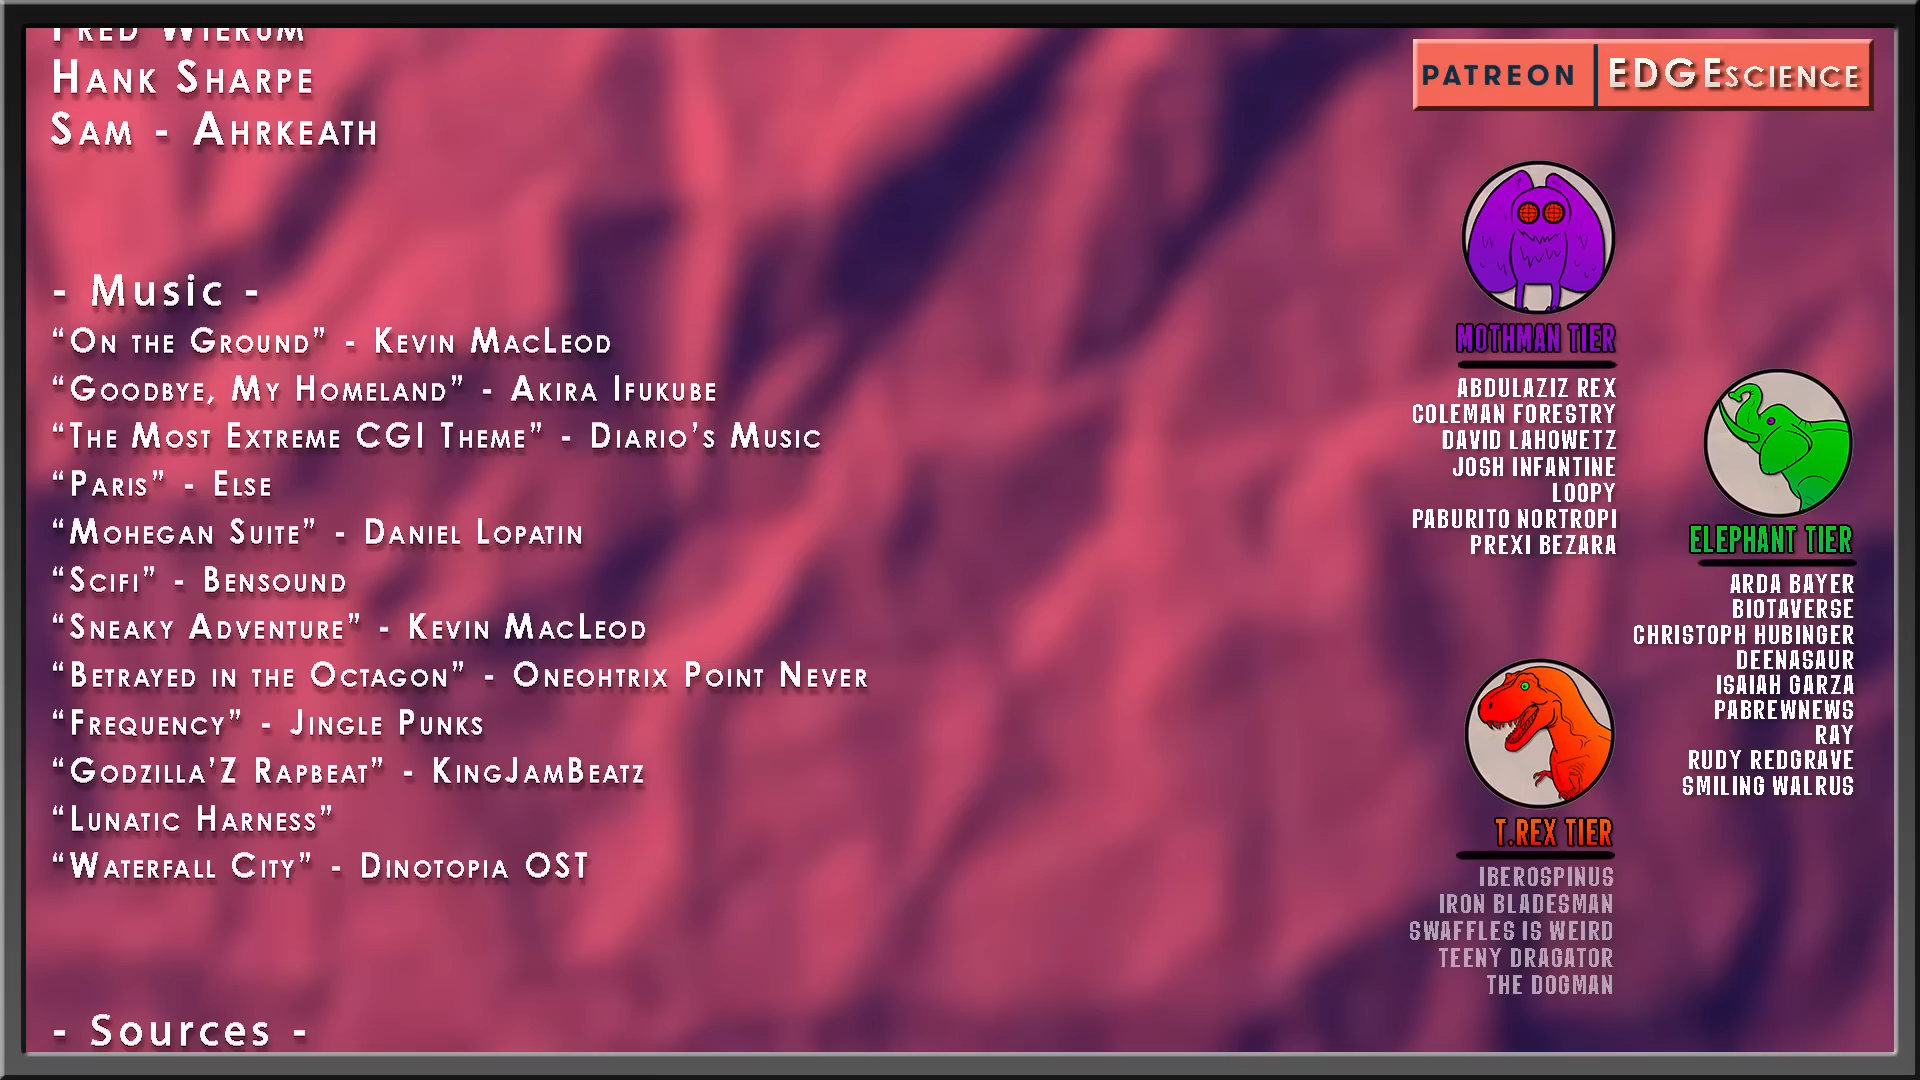 Fred Wierum
Hank Sharpe
Sam - Ahrkeath
- Music -
“On the Ground” - Kevin MacLeod
“Goodbye, My Homeland” - Akira Ifukube
“The Most Extreme CGI Theme” - Diario’s Music
“Paris” - Else
“Mohegan Suite” - Daniel Lopatin
“Scifi” - Bensound
“Sneaky Adventure” - Kevin MacLeod
“Betrayed in the Octagon” - Oneohtrix Point Never
“Frequency” - Jingle Punks
“Godzilla’Z Rapbeat” - KingJamBeatz
“Lunatic Harness”
“Waterfall City” - Dinotopia OST
- Sources -
PATREON | EDGEscience
MOTHMAN TIER
ABDULAZIZ REX
COLEMAN FORESTRY
DAVID LAHOWETZ
JOSH INFANTINE
LOOPY
PABURITO NORTROPI
PREXI BEZARA
ELEPHANT TIER
ARDA BAYER
BIOTAVERSE
CHRISTOPH HUBINGER
DEENASAUR
ISAIAH GARZA
PABREWNEWS
RAY
RUDY REDGRAVE
SMILING WALRUS
T.REX TIER
IBEROSPINUS
IRON BLADESMAN
SWAFFLES IS WEIRD
TEENY DRAGATOR
THE DOGMAN